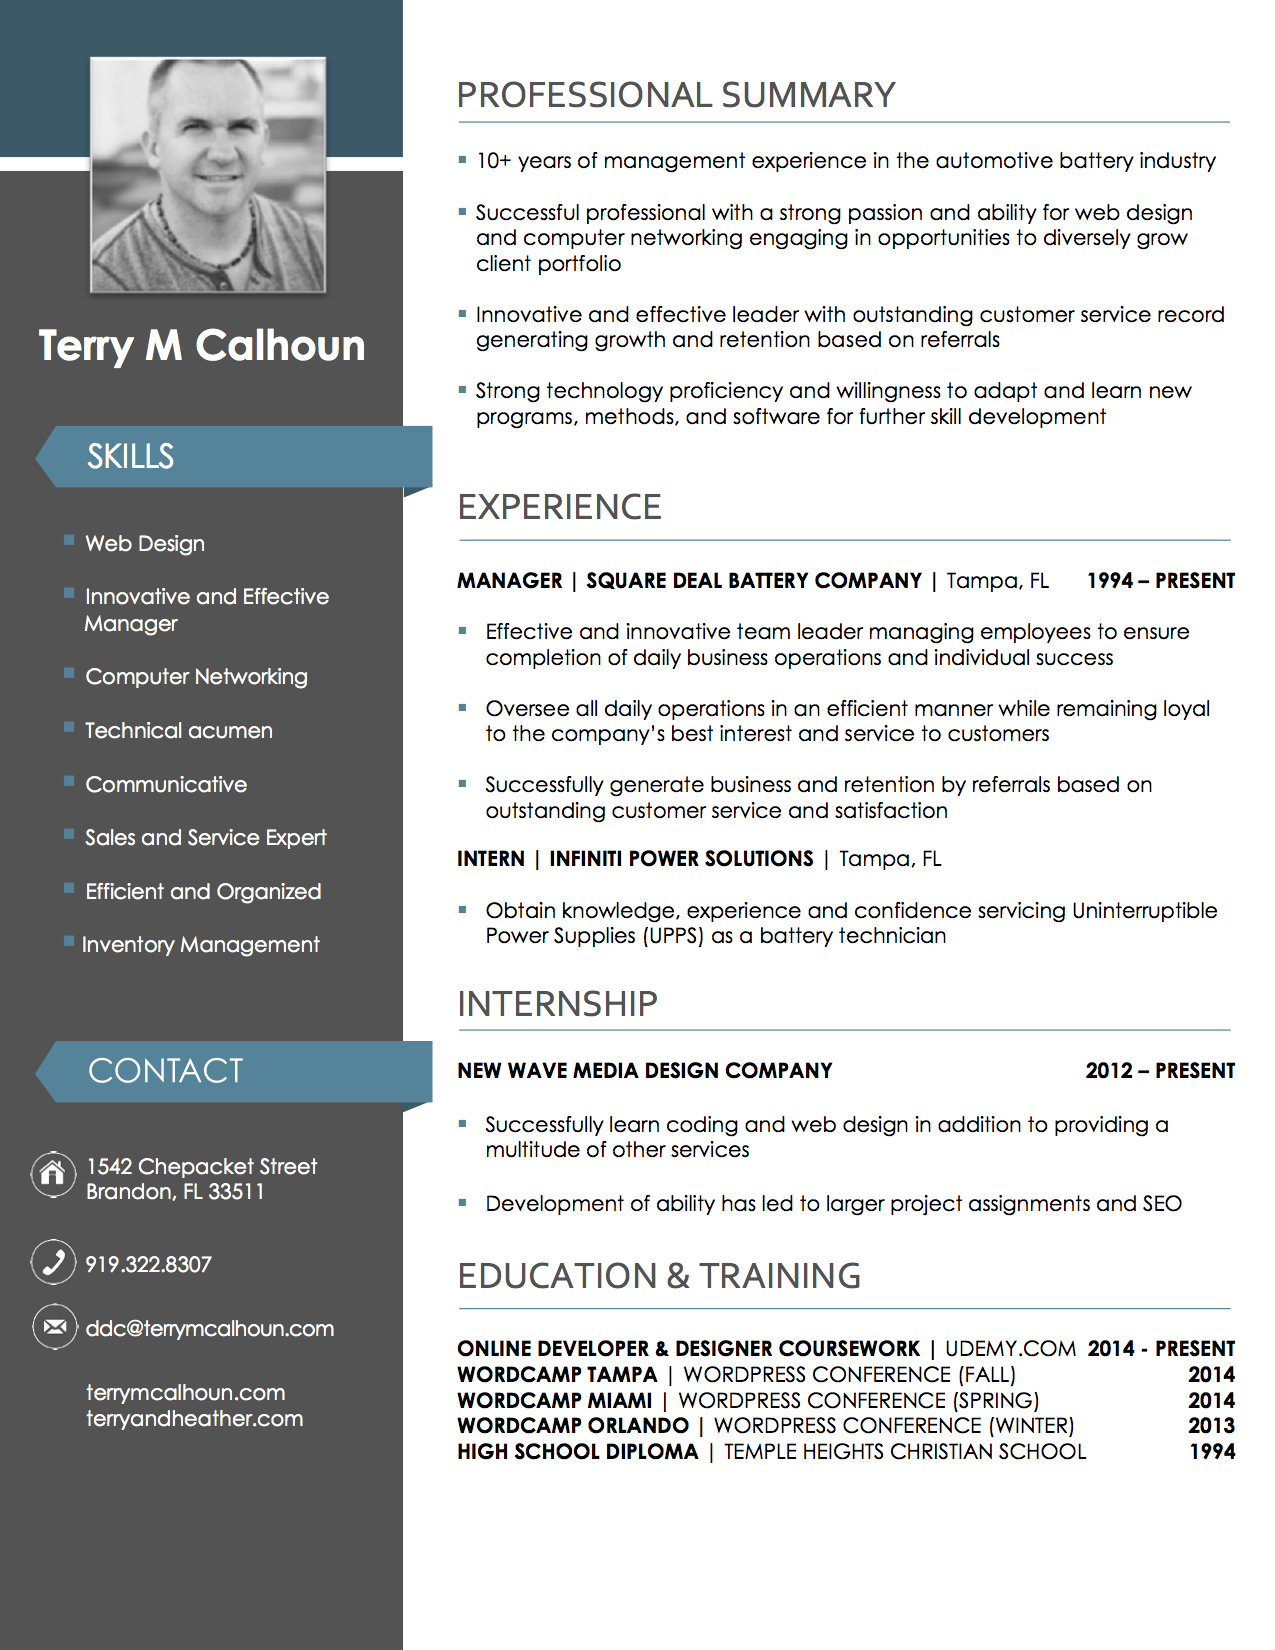 Terry M Calhoun
SKILLS
Web Design
Innovative and Effective
Manager
Computer Networking
Technical acumen
Communicative
Sales and Service Expert
Efficient and Organized
Inventory Management
CONTACT
1542 Chepacket Street
Brandon, FL 33511
919.322.8307
ddc@terrymcalhoun.com
terrymcalhoun.com
terryandheather.com
PROFESSIONAL SUMMARY
10+ years of management experience in the automotive battery industry
Successful professional with a strong passion and ability for web design
and computer networking engaging in opportunities to diversely grow
client portfolio
Innovative and effective leader with outstanding customer service record
generating growth and retention based on referrals
Strong technology proficiency and willingness to adapt and learn new
programs, methods, and software for further skill development
EXPERIENCE
MANAGER | SQUARE DEAL BATTERY COMPANY | Tampa, FL 1994 – PRESENT
Effective and innovative team leader managing employees to ensure
completion of daily business operations and individual success
Oversee all daily operations in an efficient manner while remaining loyal
to the company's best interest and service to customers
Successfully generate business and retention by referrals based on
outstanding customer service and satisfaction
INTERN | INFINITI POWER SOLUTIONS | Tampa, FL
Obtain knowledge, experience and confidence servicing Uninterruptible
Power Supplies (UPPS) as a battery technician
INTERNSHIP
NEW WAVE MEDIA DESIGN COMPANY 2012 – PRESENT
Successfully learn coding and web design in addition to providing a
multitude of other services
Development of ability has led to larger project assignments and SEO
EDUCATION & TRAINING
ONLINE DEVELOPER & DESIGNER COURSEWORK | UDEMY.COM 2014 - PRESENT
WORDCAMP TAMPA | WORDPRESS CONFERENCE (FALL) 2014
WORDCAMP MIAMI | WORDPRESS CONFERENCE (SPRING) 2014
WORDCAMP ORLANDO | WORDPRESS CONFERENCE (WINTER) 2013
HIGH SCHOOL DIPLOMA | TEMPLE HEIGHTS CHRISTIAN SCHOOL 1994